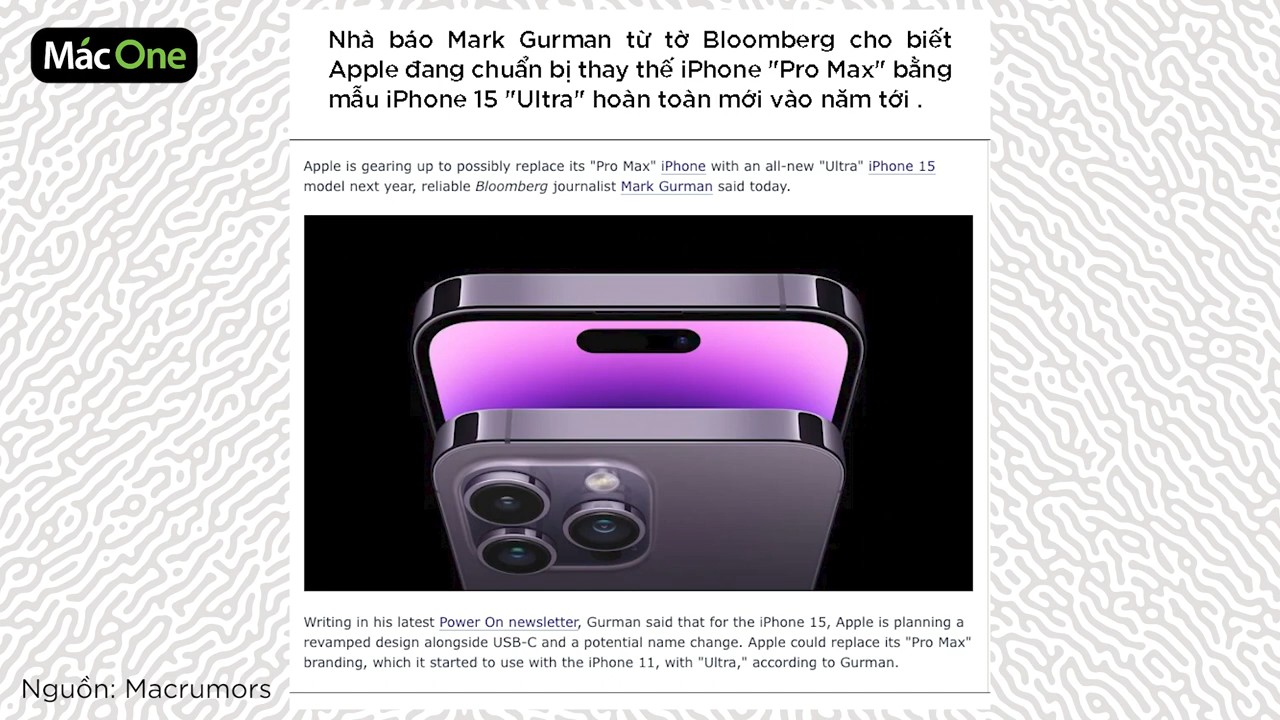 Mác One
Nhà báo Mark Gurman từ tờ Bloomberg cho biết
Apple đang chuẩn bị thay thế iPhone "Pro Max" bằng
mẫu iPhone 15 "Ultra" hoàn toàn mới vào năm tới .
Apple is gearing up to possibly replace its "Pro Max" iPhone with an all-new "Ultra" iPhone 15
model next year, reliable Bloomberg journalist Mark Gurman said today.
Writing in his latest Power On newsletter, Gurman said that for the iPhone 15, Apple is planning a
revamped design alongside USB-C and a potential name change. Apple could replace its "Pro Max"
branding, which it started to use with the iPhone 11, with "Ultra," according to Gurman.
Nguồn: Macrumors